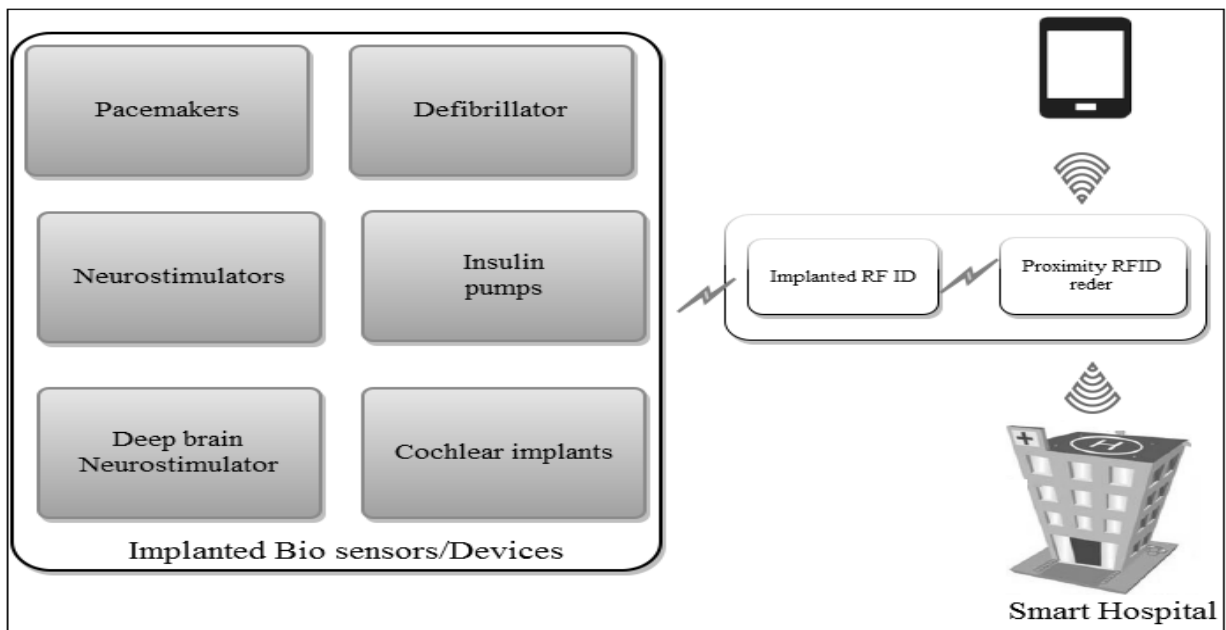 Pacemakers
Defibrillator
Neurostimulators
Insulin
pumps
Deep brain
Neurostimulator
Cochlear implants
Implanted Bio sensors/Devices
Implanted RF ID
Proximity RFID
reder
H
Smart Hospital